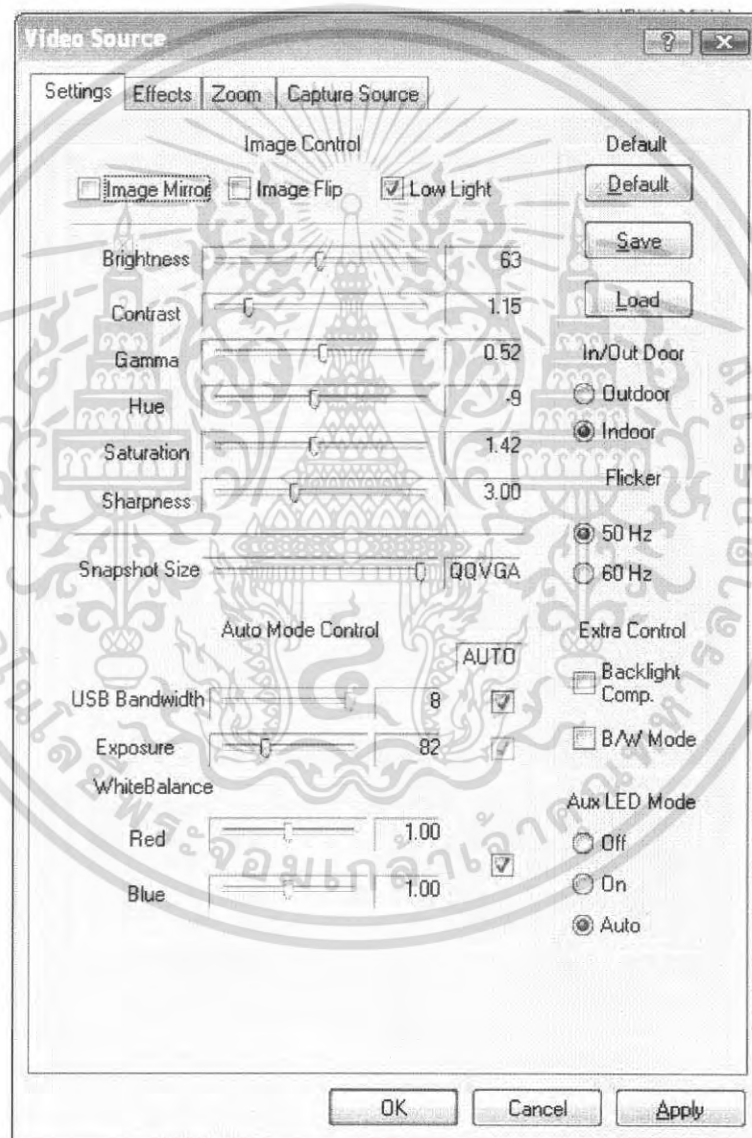 Video Source
Settings Effects Zoom Capture Source
Image Control
Image Mirror Image Flip Low Light
Brightness 63
Contrast 1.15
Gamma 0.52
Hue -9
Saturation 1.42
Sharpness 3.00
Snapshot Size QQVGA
Auto Mode Control
AUTO
USB Bandwidth 8
Exposure 82
WhiteBalance
Red 1.00
Blue 1.00
Default
Default
Save
Load
In/Out Door
Outdoor
Indoor
Flicker
50 Hz
60 Hz
Extra Control
Backlight
Comp.
B/W Mode
Aux LED Mode
Off
On
Auto
OK Cancel Apply